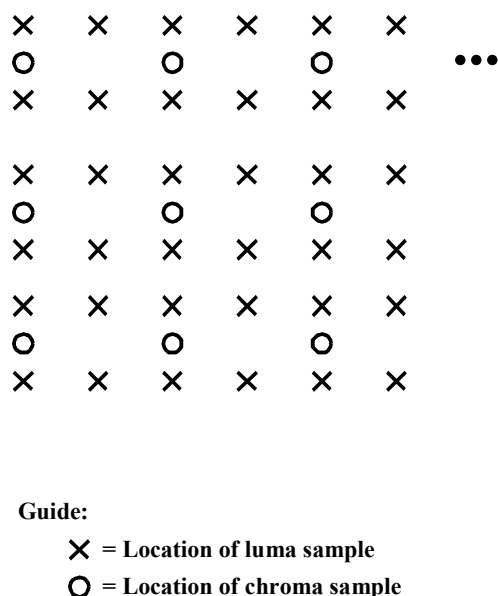 Guide:
= Location of luma sample
= Location of chroma sample